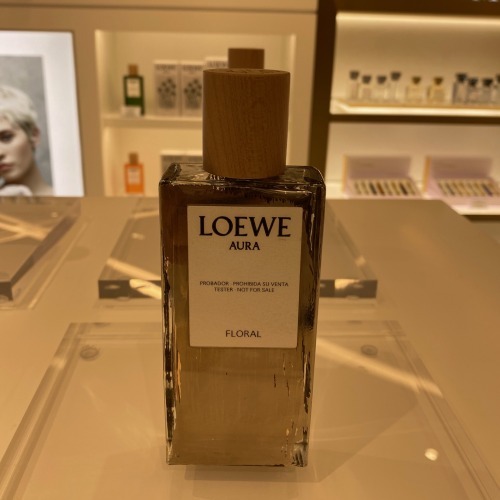 LOEWE
AURA
PROBADOR · PROHIBIDA SU VENTA
TESTER · NOT FOR SALE
FLORAL